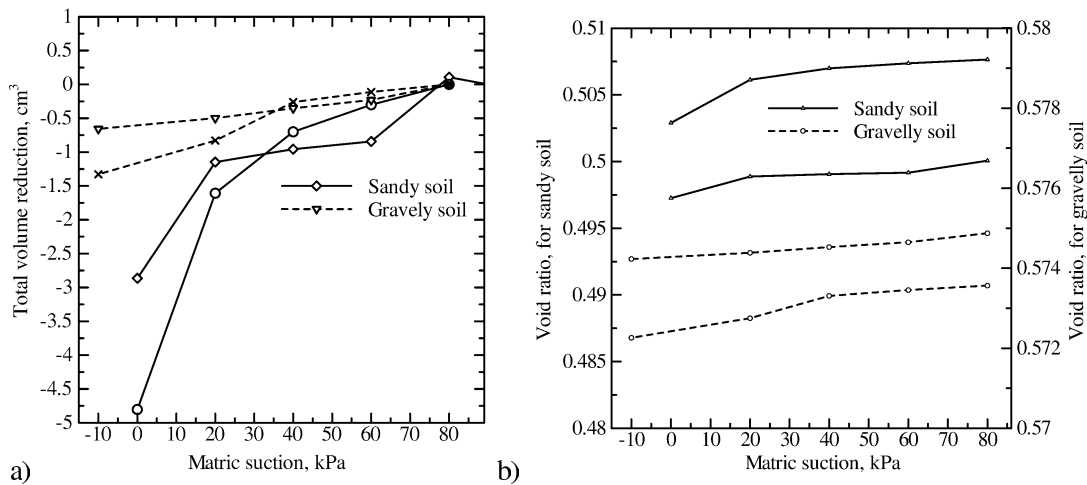 1
0.5
0
-0.5
-1
-1.5
-2
-2.5
-3
-3.5
-4
-4.5
-5
Total volume reduction, cm³
Sandy soil
Gravely soil
-10 0 20 10 30 40 50 60 70 80
Matric suction, kPa
a)
0.51
0.505
0.5
0.495
0.49
0.485
0.48
Void ratio, for sandy soil
Sandy soil
Gravelly soil
0.58
0.578
0.576
0.574
0.572
0.57
Void ratio, for gravelly soil
-10 0 10 20 30 40 50 60 70 80
Matric suction, kPa
b)